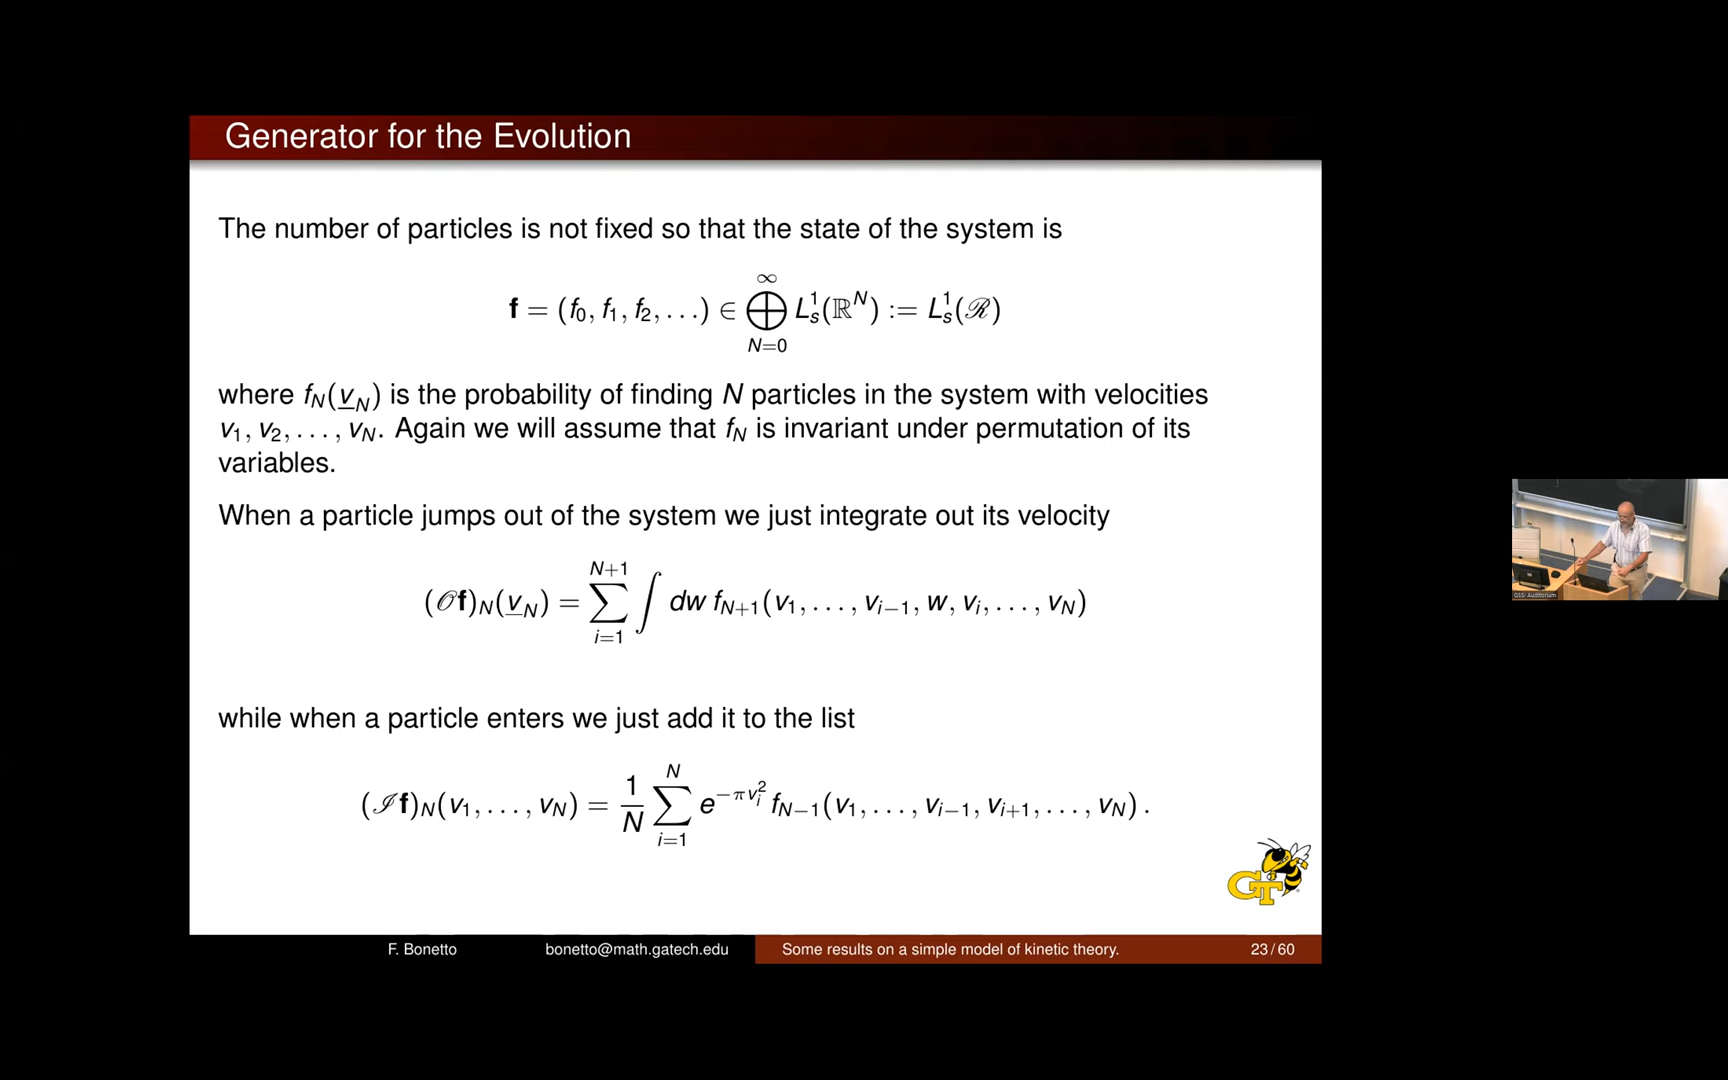 Generator for the Evolution
The number of particles is not fixed so that the state of the system is
f = (f₀, f₁, f₂, . . .) ∈ ⨁_{N=0}^{∞} L¹ₛ(ℝᴺ) := L¹ₛ(ℛ)
where f_N(v_N) is the probability of finding N particles in the system with velocities
v₁, v₂, . . . , v_N. Again we will assume that f_N is invariant under permutation of its
variables.
When a particle jumps out of the system we just integrate out its velocity
(𝒪f)_N(v_N) = ∑_{i=1}^{N+1} ∫ dw f_{N+1}(v₁, . . . , v_{i−1}, w, v_i, . . . , v_N)
while when a particle enters we just add it to the list
(ℐf)_N(v₁, . . . , v_N) = 1/N ∑_{i=1}^{N} e^{−πv_i²} f_{N−1}(v₁, . . . , v_{i−1}, v_{i+1}, . . . , v_N) .
GT
F. Bonetto bonetto@math.gatech.edu Some results on a simple model of kinetic theory. 23 / 60
GSSI Auditorium